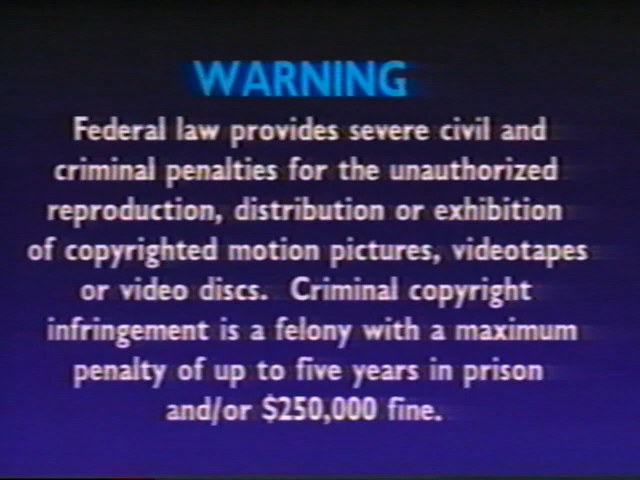 WARNING
Federal law provides severe civil and
criminal penalties for the unauthorized
reproduction, distribution or exhibition
of copyrighted motion pictures, videotapes
or video discs.  Criminal copyright
infringement is a felony with a maximum
penalty of up to five years in prison
and/or $250,000 fine.